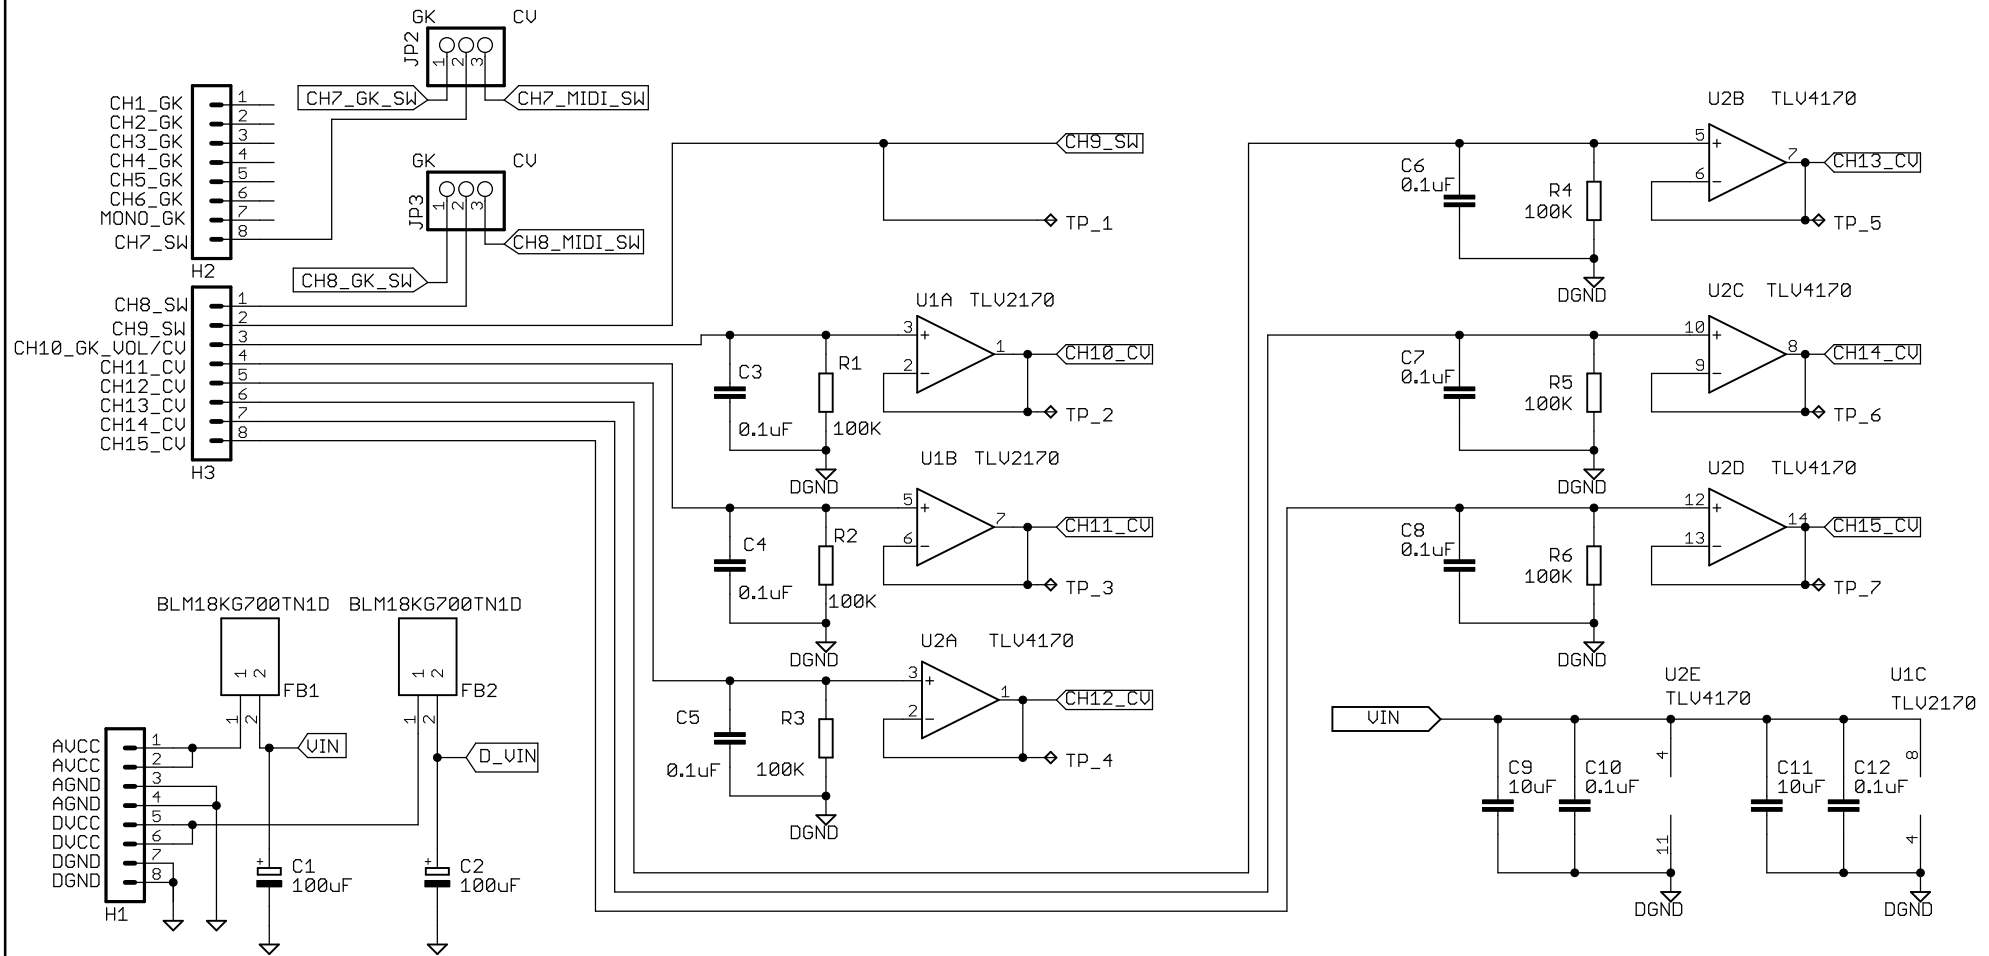 GK CV
JP2
1 2 3
CH7_GK_SW
CH7_MIDI_SW
CH1_GK 1
CH2_GK 2
CH3_GK 3
CH4_GK 4
CH5_GK 5
CH6_GK 6
MONO_GK 7
CH7_SW 8
H2
GK CV
JP3
1 2 3
CH8_MIDI_SW
CH8_GK_SW
CH8_SW 1
CH9_SW 2
CH10_GK_VOL/CV 3
CH11_CV 4
CH12_CV 5
CH13_CV 6
CH14_CV 7
CH15_CV 8
H3
CH9_SW
TP_1
U1A TLV2170
3 +
2 -
1
CH10_CV
TP_2
C3
0.1uF
R1
100K
DGND
U1B TLV2170
5 +
6 -
7
CH11_CV
TP_3
C4
0.1uF
R2
100K
DGND
U2A TLV4170
3 +
2 -
1
CH12_CV
TP_4
C5
0.1uF
R3
100K
DGND
U2B TLV4170
5 +
6 -
7
CH13_CV
TP_5
C6
0.1uF
R4
100K
DGND
U2C TLV4170
10 +
9 -
8
CH14_CV
TP_6
C7
0.1uF
R5
100K
DGND
U2D TLV4170
12 +
13 -
14
CH15_CV
TP_7
C8
0.1uF
R6
100K
DGND
BLM18KG700TN1D BLM18KG700TN1D
1 2
FB1
1 2
1 2
FB2
1 2
VIN
D_VIN
AVCC 1
AVCC 2
AGND 3
AGND 4
DVCC 5
DVCC 6
DGND 7
DGND 8
H1
+
C1
100uF
+
C2
100uF
U2E
TLV4170
U1C
TLV2170
VIN
4
8
C9
10uF
C10
0.1uF
C11
10uF
C12
0.1uF
11
4
DGND
DGND